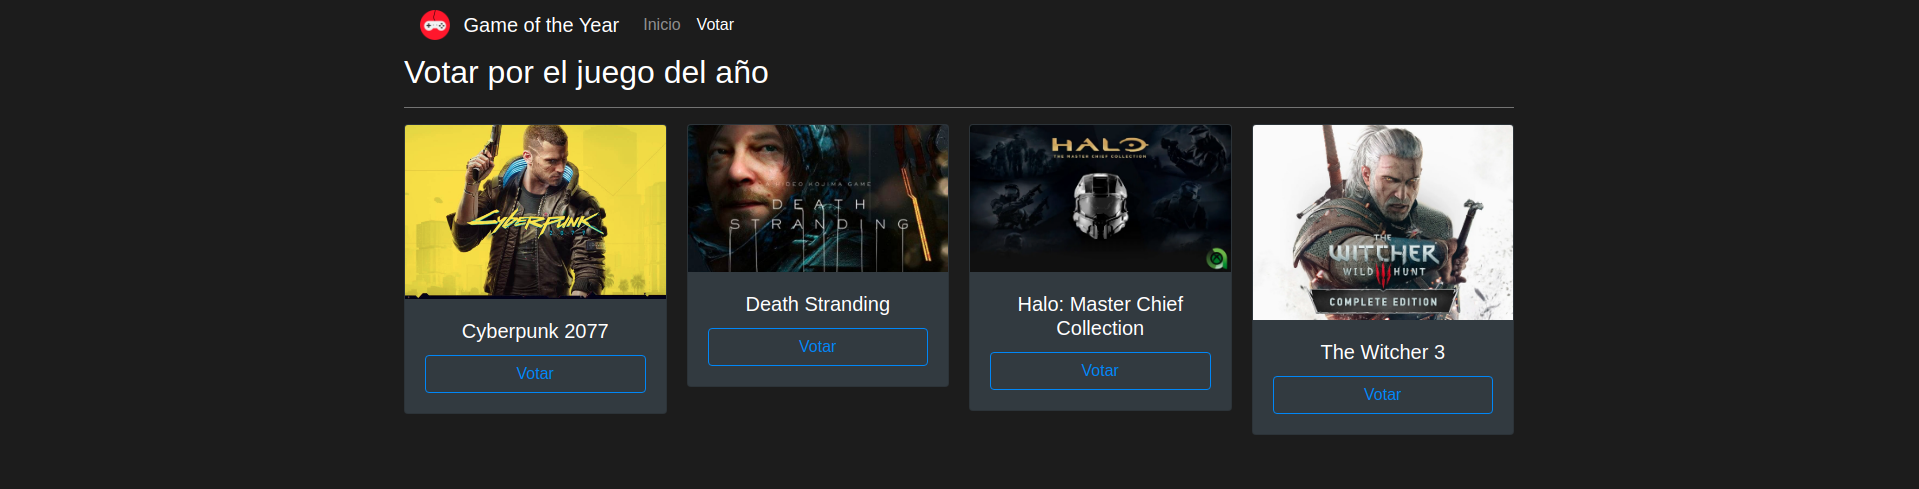 Game of the Year Inicio Votar
Votar por el juego del año
CYBERPUNK
Cyberpunk 2077
Votar
A HIDEO KOJIMA GAME
DEATH
STRANDING
Death Stranding
Votar
HALO
THE MASTER CHIEF COLLECTION
Halo: Master Chief
Collection
Votar
THE
WITCHER
WILD HUNT
COMPLETE EDITION
The Witcher 3
Votar